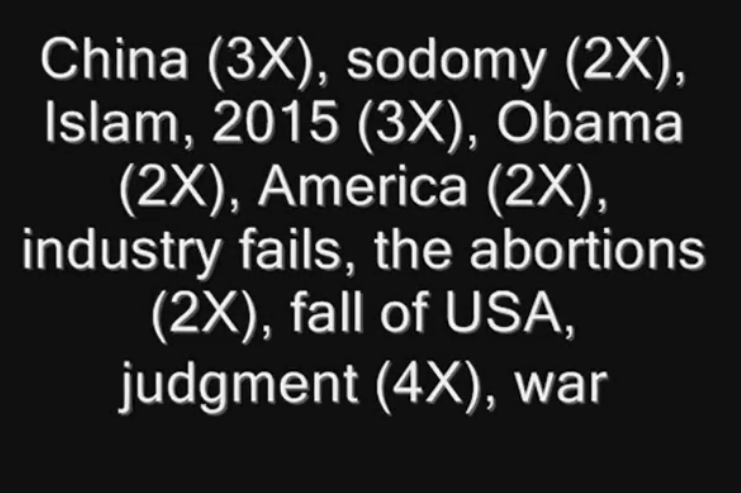 China (3X), sodomy (2X),
Islam, 2015 (3X), Obama
(2X), America (2X),
industry fails, the abortions
(2X), fall of USA,
judgment (4X), war